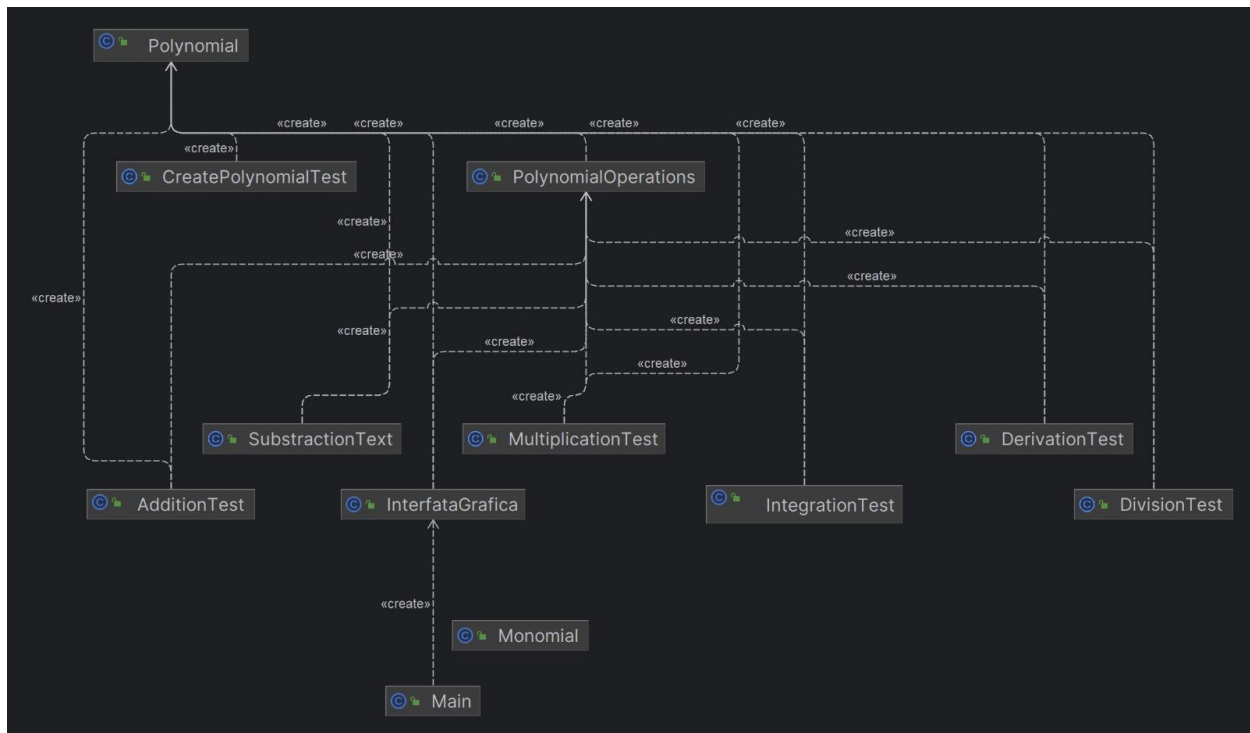 Polynomial
«create» «create» «create» «create» «create»
«create»
CreatePolynomialTest
PolynomialOperations
«create»
«create»
«create»
«create»
«create»
«create»
«create»
«create»
«create»
«create»
«create»
SubstractionText
MultiplicationTest
DerivationTest
AdditionTest
InterfataGrafica
IntegrationTest
DivisionTest
«create»
Monomial
Main